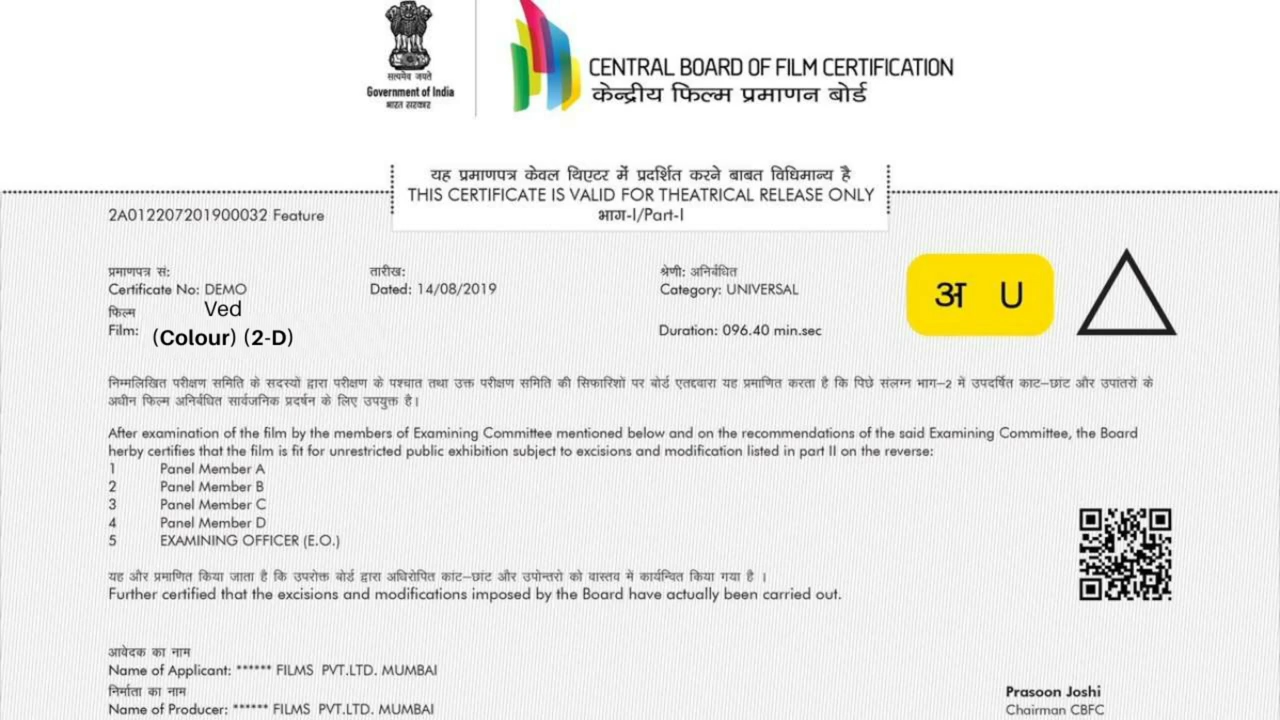 सत्यमेव जयते
Government of India
भारत सरकार
CENTRAL BOARD OF FILM CERTIFICATION
केन्द्रीय फिल्म प्रमाणन बोर्ड
यह प्रमाणपत्र केवल थिएटर में प्रदर्शित करने बाबत विधिमान्य है
THIS CERTIFICATE IS VALID FOR THEATRICAL RELEASE ONLY
भाग-I/Part-I
2A012207201900032 Feature
प्रमाणपत्र सं:
Certificate No: DEMO
तारीख:
Dated: 14/08/2019
श्रेणी: अनिर्बंधित
Category: UNIVERSAL
अ U
फिल्म
Film:
Ved
(Colour) (2-D)
Duration: 096.40 min.sec
निम्मलिखित परीक्षण समिति के सदस्यों द्वारा परीक्षण के पश्चात तथा उक्त परीक्षण समिति की सिफारिशों पर बोर्ड एतद्दवारा यह प्रमाणित करता है कि पिछे संलग्न भाग–2 में उपदर्षित काट–छांट और उपांतरों के
अधीन फिल्म अनिर्बंधित सार्वजनिक प्रदर्षन के लिए उपयुक्त है।
After examination of the film by the members of Examining Committee mentioned below and on the recommendations of the said Examining Committee, the Board
herby certifies that the film is fit for unrestricted public exhibition subject to excisions and modification listed in part II on the reverse:
1 Panel Member A
2 Panel Member B
3 Panel Member C
4 Panel Member D
5 EXAMINING OFFICER (E.O.)
यह और प्रमाणित किया जाता है कि उपरोक्त बोर्ड द्वारा अधिरोपित कांट–छांट और उपोन्तरो को वास्तव में कार्यन्वित किया गया है ।
Further certified that the excisions and modifications imposed by the Board have actually been carried out.
आवेदक का नाम
Name of Applicant: ****** FILMS PVT.LTD. MUMBAI
निर्माता का नाम
Name of Producer: ****** FILMS PVT.LTD. MUMBAI
Prasoon Joshi
Chairman CBFC